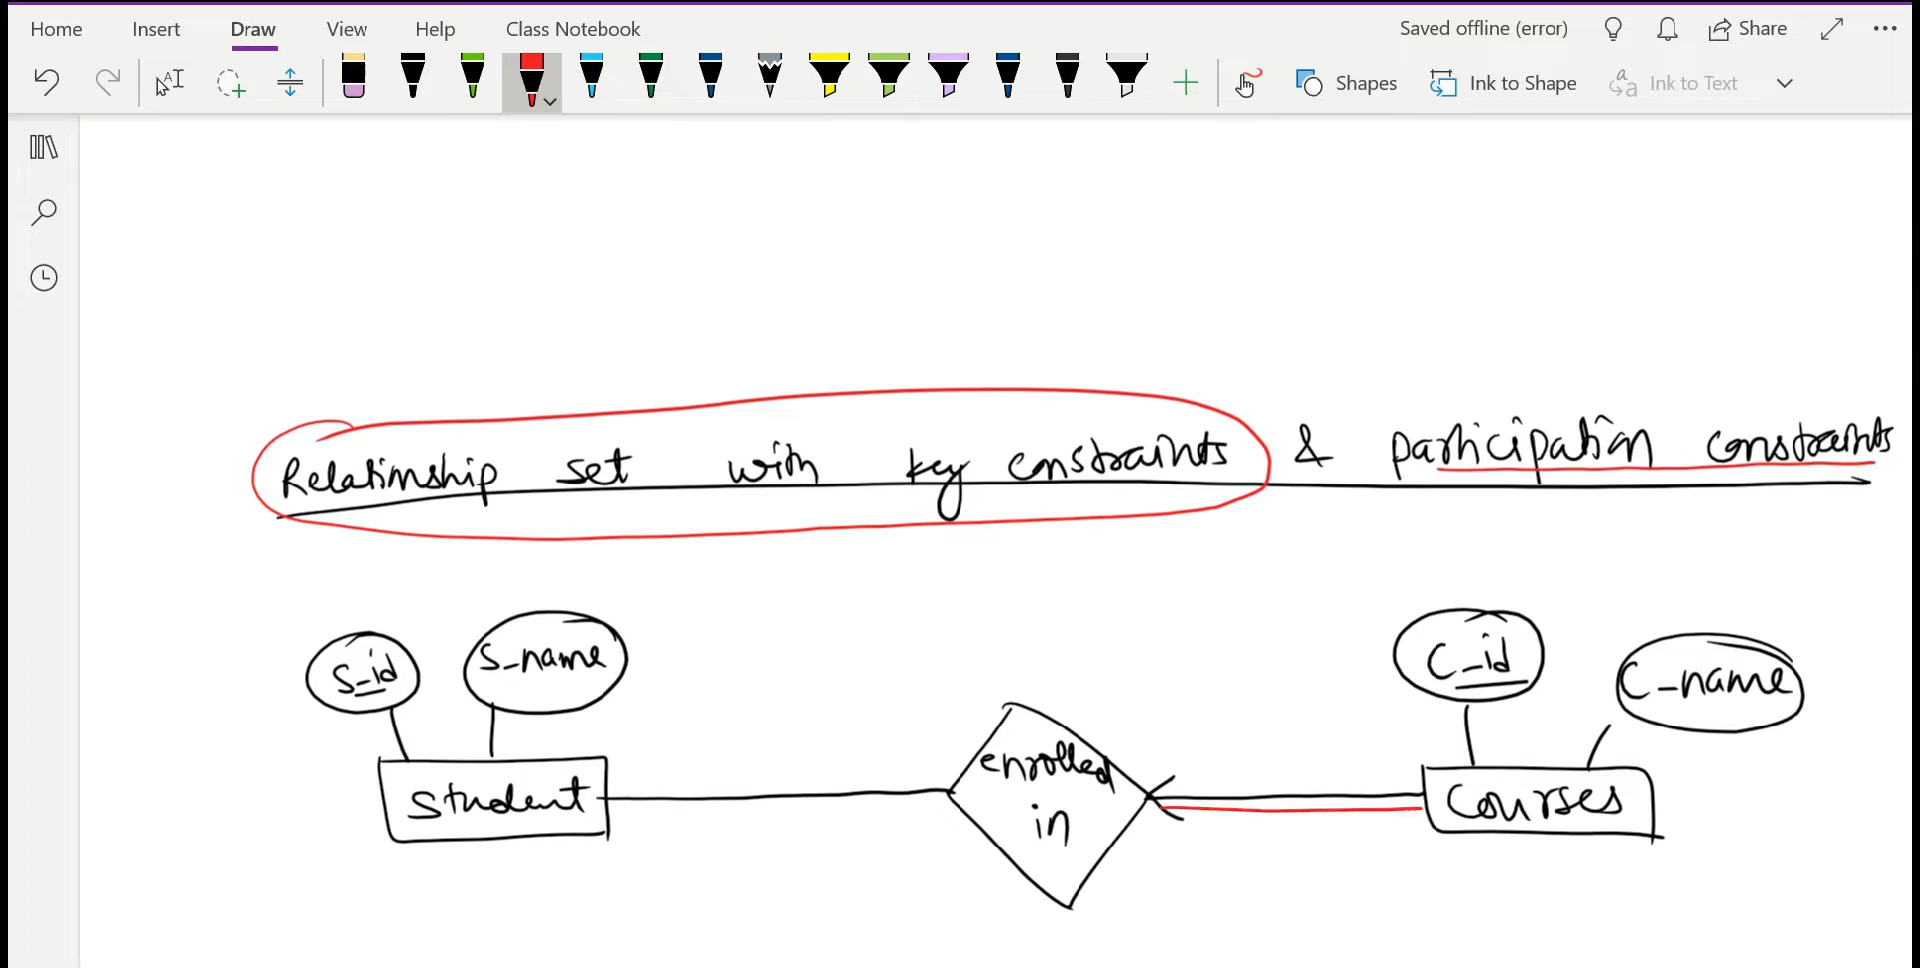 Home Insert Draw View Help Class Notebook Saved offline (error) Share
Shapes Ink to Shape Ink to Text
Relationship set with key constraints & participation constraints
S_id S_name C_id C_name
Student enrolled in Courses